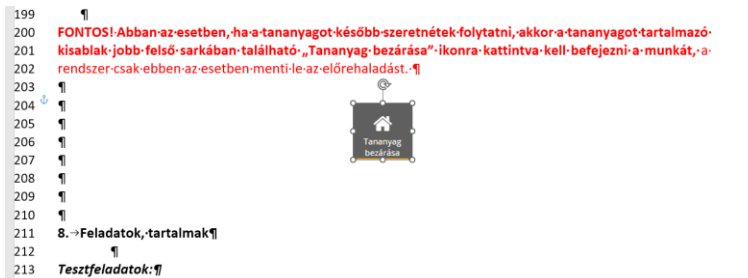 199 ¶
200 FONTOS!·Abban·az·esetben,·ha·a·tananyagot·később·szeretnétek·folytatni,·akkor·a·tananyagot·tartalmazó·
201 kisablak·jobb·felső·sarkában·található·„Tananyag·bezárása"·ikonra·kattintva·kell·befejezni·a·munkát,·a·
202 rendszer·csak·ebben·az·esetben·menti·le·az·előrehaladást.·¶
203 ¶
204 ¶
205 ¶
206 ¶
207 ¶
208 ¶
209 ¶
210 ¶
Tananyag
bezárása
211 8.→Feladatok,·tartalmak¶
212 ¶
213 Tesztfeladatok:¶